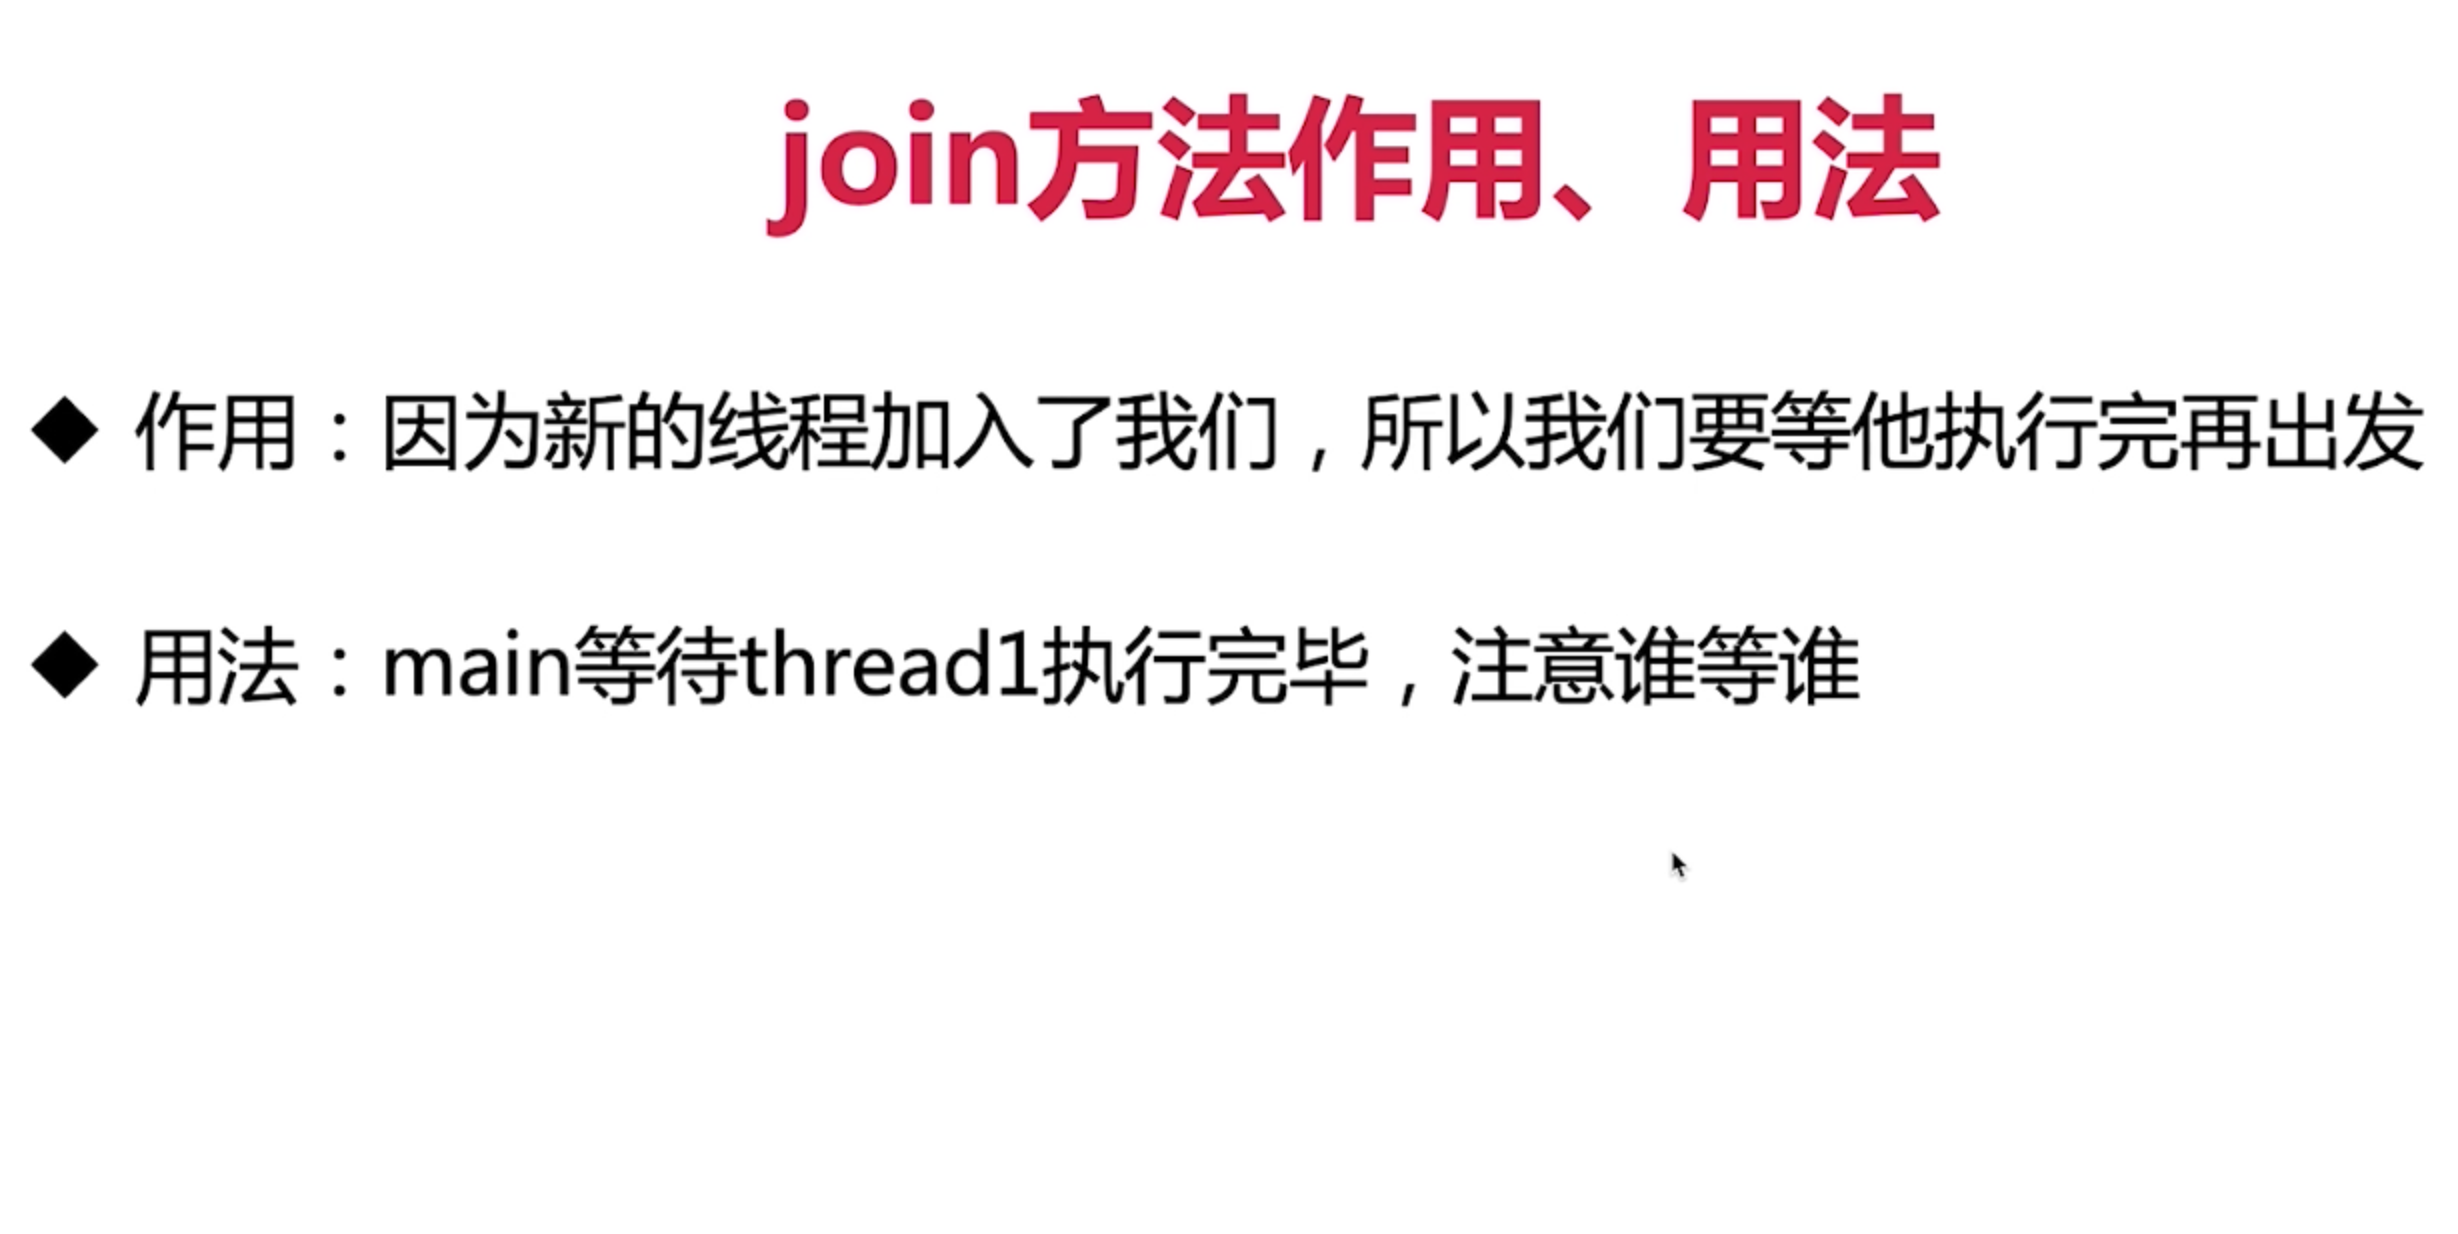 join方法作用、用法
◆ 作用：因为新的线程加入了我们，所以我们要等他执行完再出发
◆ 用法：main等待thread1执行完毕，注意谁等谁